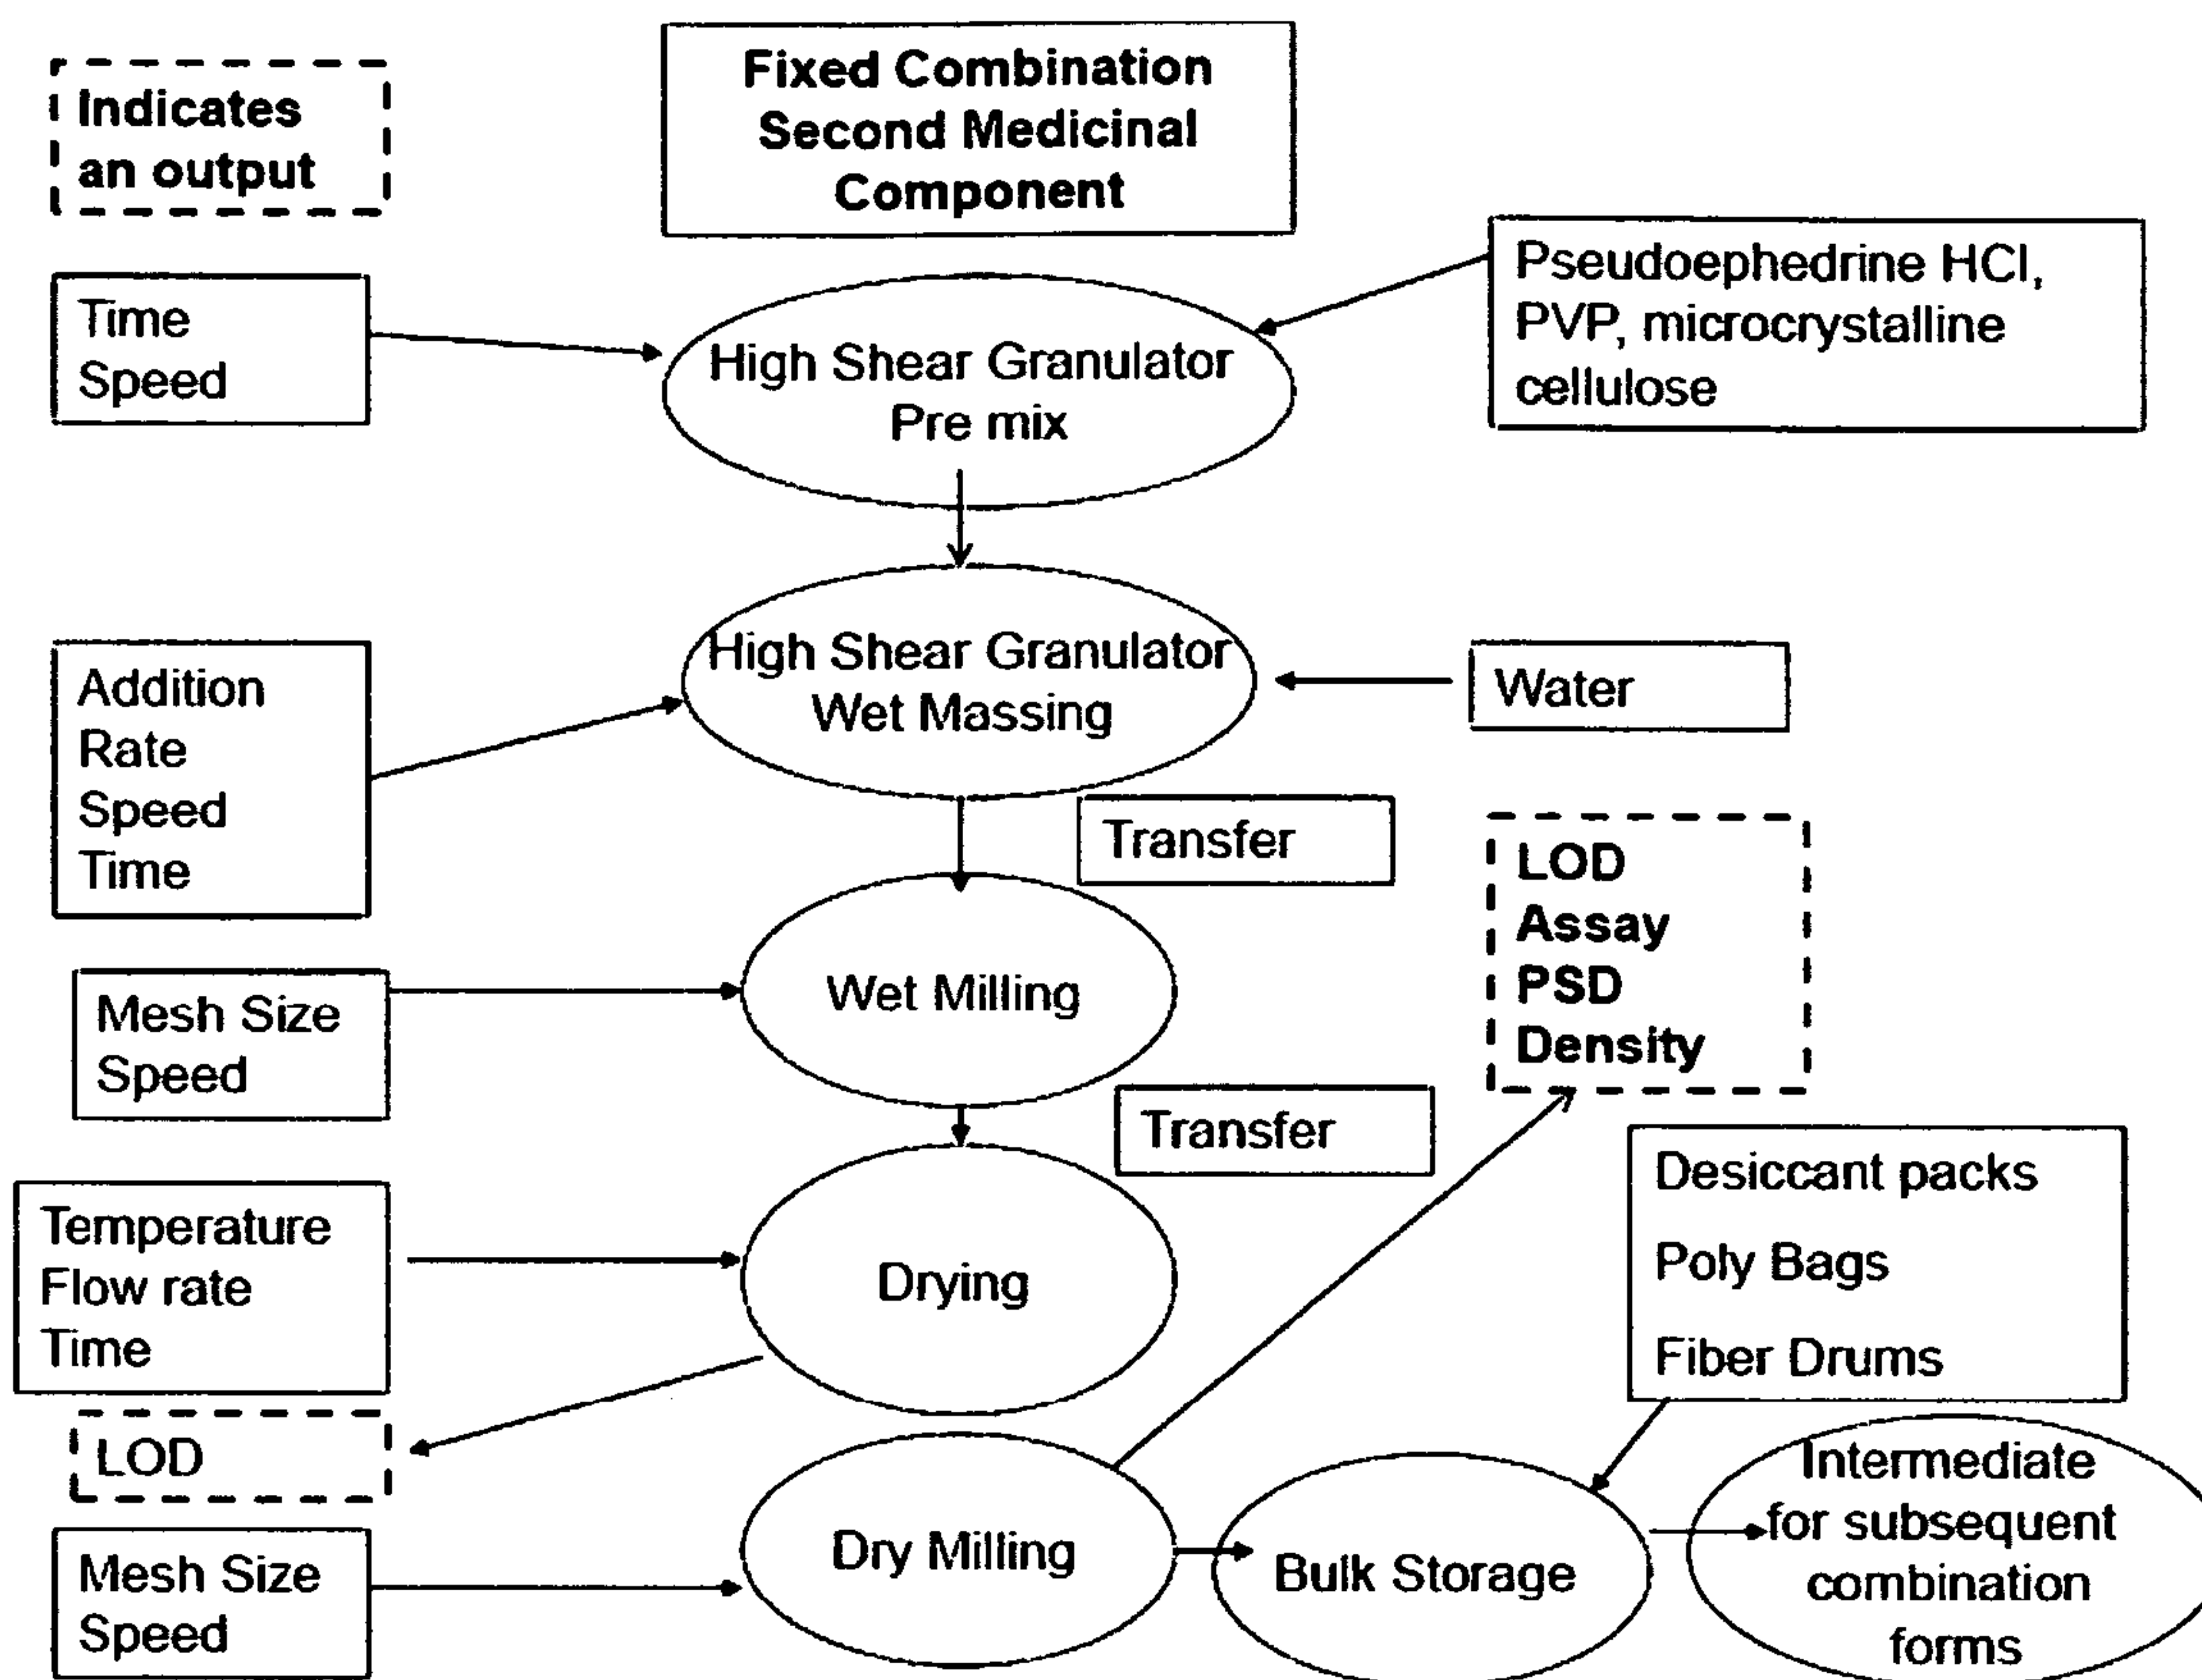 Indicates
an output
Fixed Combination
Second Medicinal
Component
Time
Speed
High Shear Granulator
Pre mix
Pseudoephedrine HCl,
PVP, microcrystalline
cellulose
Addition
Rate
Speed
Time
High Shear Granulator
Wet Massing
Water
Transfer
LOD
Assay
PSD
Density
Mesh Size
Speed
Wet Milling
Transfer
Temperature
Flow rate
Time
Drying
Desiccant packs
Poly Bags
Fiber Drums
LOD
Mesh Size
Speed
Dry Milling
Bulk Storage
Intermediate
for subsequent
combination
forms